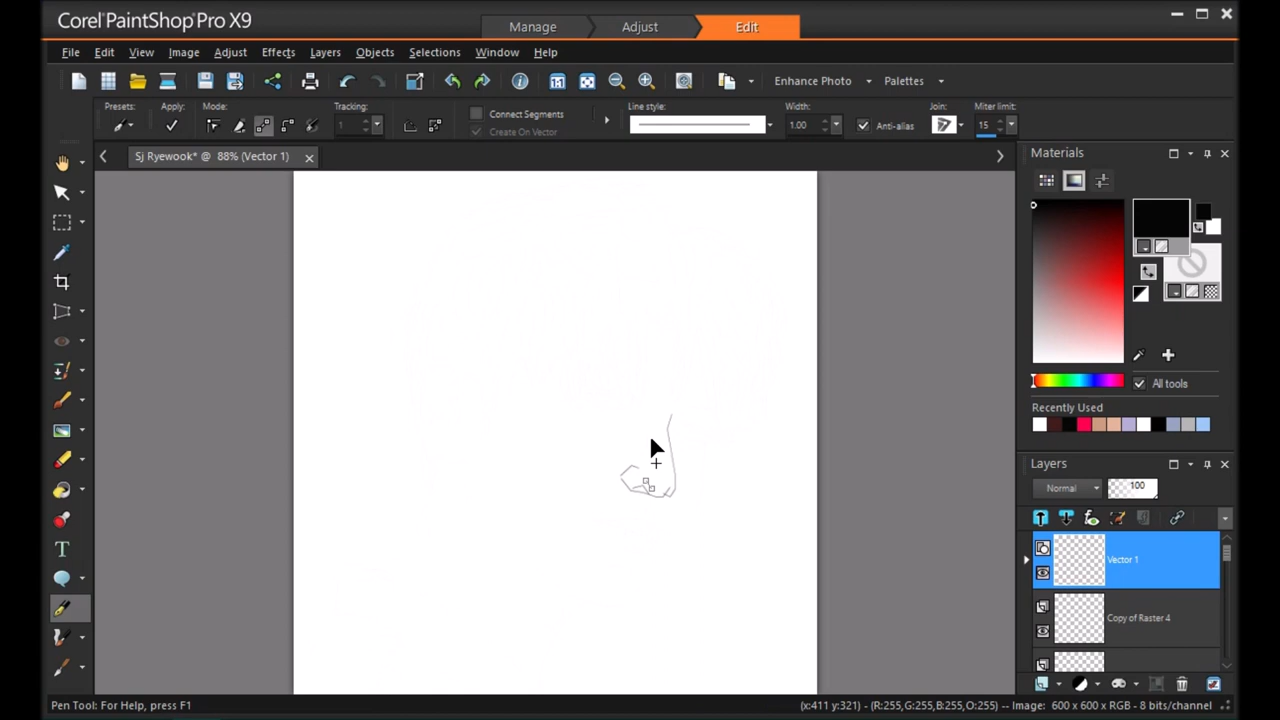 Corel PaintShop Pro X9
Manage Adjust Edit
File Edit View Image Adjust Effects Layers Objects Selections Window Help
Enhance Photo Palettes
Presets: Apply: Mode: Tracking: Connect Segments Line style: Width: Join: Miter limit:
1 Create On Vector 1.00 Anti-alias 15
Sj Ryewook* @ 88% (Vector 1)
Materials
All tools
Recently Used
Layers
Normal 100
Vector 1
Copy of Raster 4
Pen Tool: For Help, press F1
(x:411 y:321) - (R:255,G:255,B:255,O:255) -- Image: 600 x 600 x RGB - 8 bits/channel